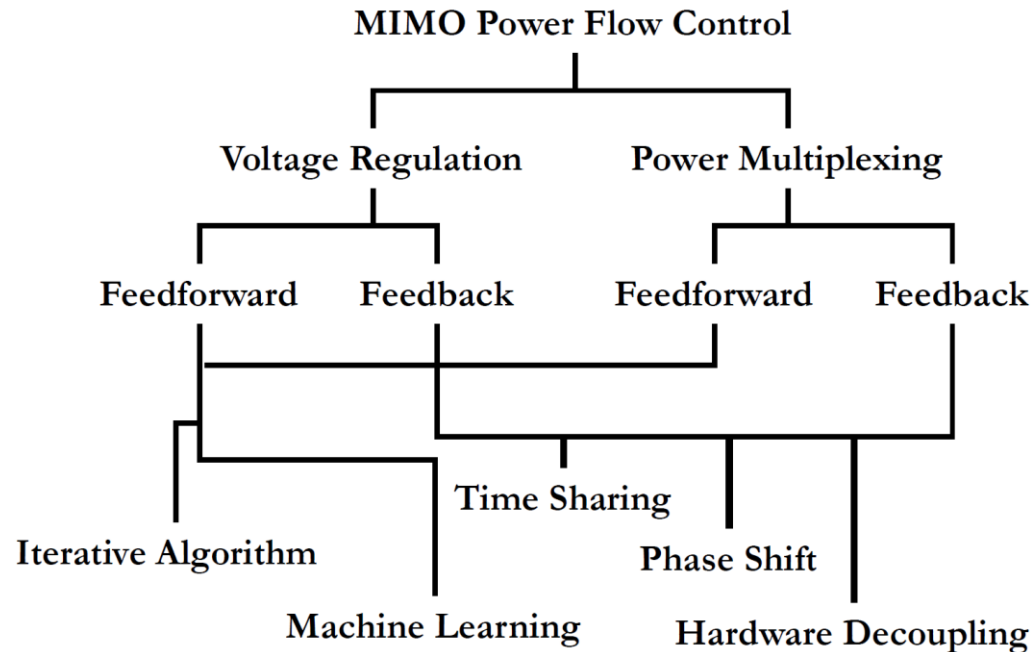 MIMO Power Flow Control
Voltage Regulation
Power Multiplexing
Feedforward
Feedback
Feedforward
Feedback
Time Sharing
Iterative Algorithm
Phase Shift
Machine Learning
Hardware Decoupling